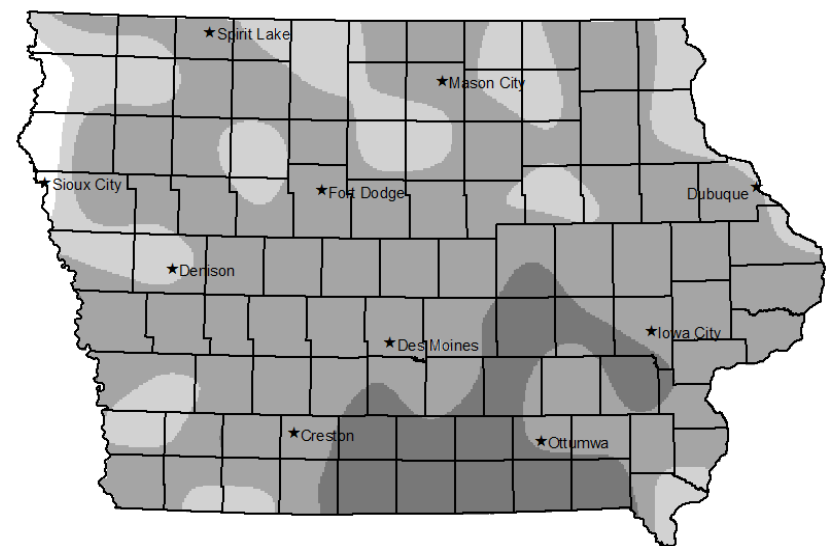 Spirit Lake
Mason City
Sioux City
Fort Dodge
Dubuque
Denison
Iowa City
Des Moines
Creston
Ottumwa